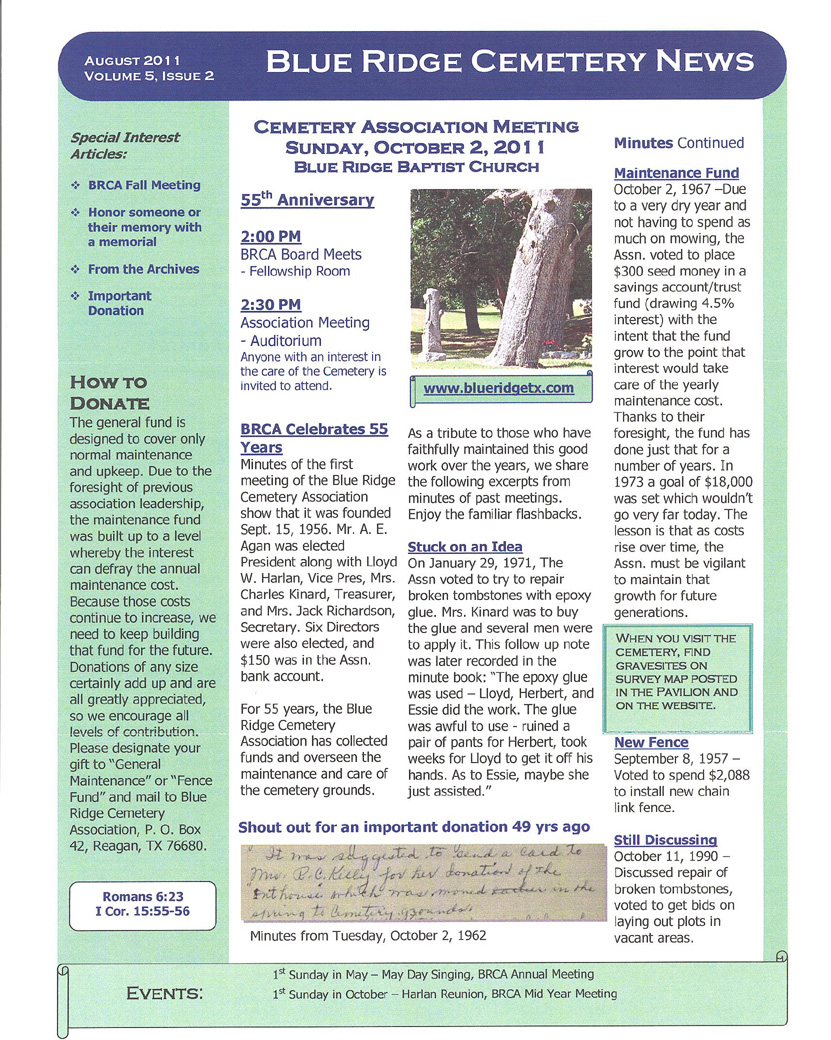 AUGUST 2011
VOLUME 5, ISSUE 2
BLUE RIDGE CEMETERY NEWS
Special Interest
Articles:
❖ BRCA Fall Meeting
❖ Honor someone or
their memory with
a memorial
❖ From the Archives
❖ Important
Donation
HOW TO
DONATE
The general fund is
designed to cover only
normal maintenance
and upkeep. Due to the
foresight of previous
association leadership,
the maintenance fund
was built up to a level
whereby the interest
can defray the annual
maintenance cost.
Because those costs
continue to increase, we
need to keep building
that fund for the future.
Donations of any size
certainly add up and are
all greatly appreciated,
so we encourage all
levels of contribution.
Please designate your
gift to "General
Maintenance" or "Fence
Fund" and mail to Blue
Ridge Cemetery
Association, P. O. Box
42, Reagan, TX 76680.
Romans 6:23
I Cor. 15:55-56
CEMETERY ASSOCIATION MEETING
SUNDAY, OCTOBER 2, 2011
BLUE RIDGE BAPTIST CHURCH
55th Anniversary
2:00 PM
BRCA Board Meets
- Fellowship Room
2:30 PM
Association Meeting
- Auditorium
Anyone with an interest in
the care of the Cemetery is
invited to attend.
www.blueridgetx.com
BRCA Celebrates 55
Years
Minutes of the first
meeting of the Blue Ridge
Cemetery Association
show that it was founded
Sept. 15, 1956. Mr. A. E.
Agan was elected
President along with Lloyd
W. Harlan, Vice Pres, Mrs.
Charles Kinard, Treasurer,
and Mrs. Jack Richardson,
Secretary. Six Directors
were also elected, and
$150 was in the Assn.
bank account.
For 55 years, the Blue
Ridge Cemetery
Association has collected
funds and overseen the
maintenance and care of
the cemetery grounds.
As a tribute to those who have
faithfully maintained this good
work over the years, we share
the following excerpts from
minutes of past meetings.
Enjoy the familiar flashbacks.
Stuck on an Idea
On January 29, 1971, The
Assn voted to try to repair
broken tombstones with epoxy
glue. Mrs. Kinard was to buy
the glue and several men were
to apply it. This follow up note
was later recorded in the
minute book: "The epoxy glue
was used – Lloyd, Herbert, and
Essie did the work. The glue
was awful to use - ruined a
pair of pants for Herbert, took
weeks for Lloyd to get it off his
hands. As to Essie, maybe she
just assisted."
Shout out for an important donation 49 yrs ago
"It was suggested to send a card to
Mrs. P.C. Kelly for her donation of the
"Outhouse which was moved earlier in the
spring to Cemetery grounds.
Minutes from Tuesday, October 2, 1962
Minutes Continued
Maintenance Fund
October 2, 1967 –Due
to a very dry year and
not having to spend as
much on mowing, the
Assn. voted to place
$300 seed money in a
savings account/trust
fund (drawing 4.5%
interest) with the
intent that the fund
grow to the point that
interest would take
care of the yearly
maintenance cost.
Thanks to their
foresight, the fund has
done just that for a
number of years. In
1973 a goal of $18,000
was set which wouldn't
go very far today. The
lesson is that as costs
rise over time, the
Assn. must be vigilant
to maintain that
growth for future
generations.
WHEN YOU VISIT THE
CEMETERY, FIND
GRAVESITES ON
SURVEY MAP POSTED
IN THE PAVILION AND
ON THE WEBSITE.
New Fence
September 8, 1957 –
Voted to spend $2,088
to install new chain
link fence.
Still Discussing
October 11, 1990 –
Discussed repair of
broken tombstones,
voted to get bids on
laying out plots in
vacant areas.
EVENTS:
1st Sunday in May – May Day Singing, BRCA Annual Meeting
1st Sunday in October – Harlan Reunion, BRCA Mid Year Meeting